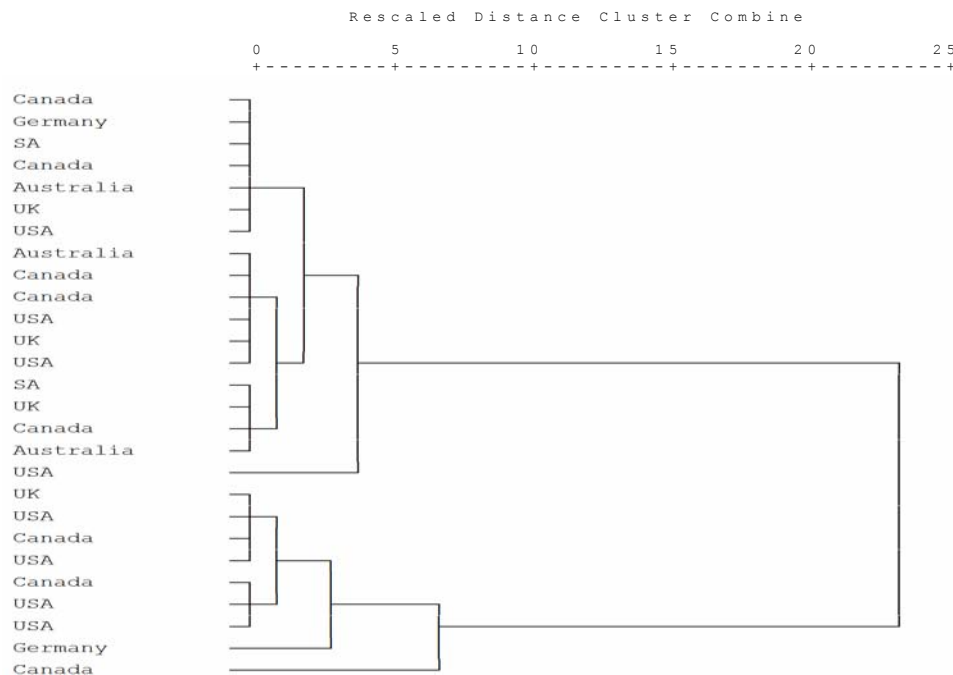 Rescaled Distance Cluster Combine
0 5 10 15 20 25
+---------+---------+---------+---------+---------+
Canada
Germany
SA
Canada
Australia
UK
USA
Australia
Canada
Canada
USA
UK
USA
SA
UK
Canada
Australia
USA
UK
USA
Canada
USA
Canada
USA
USA
Germany
Canada